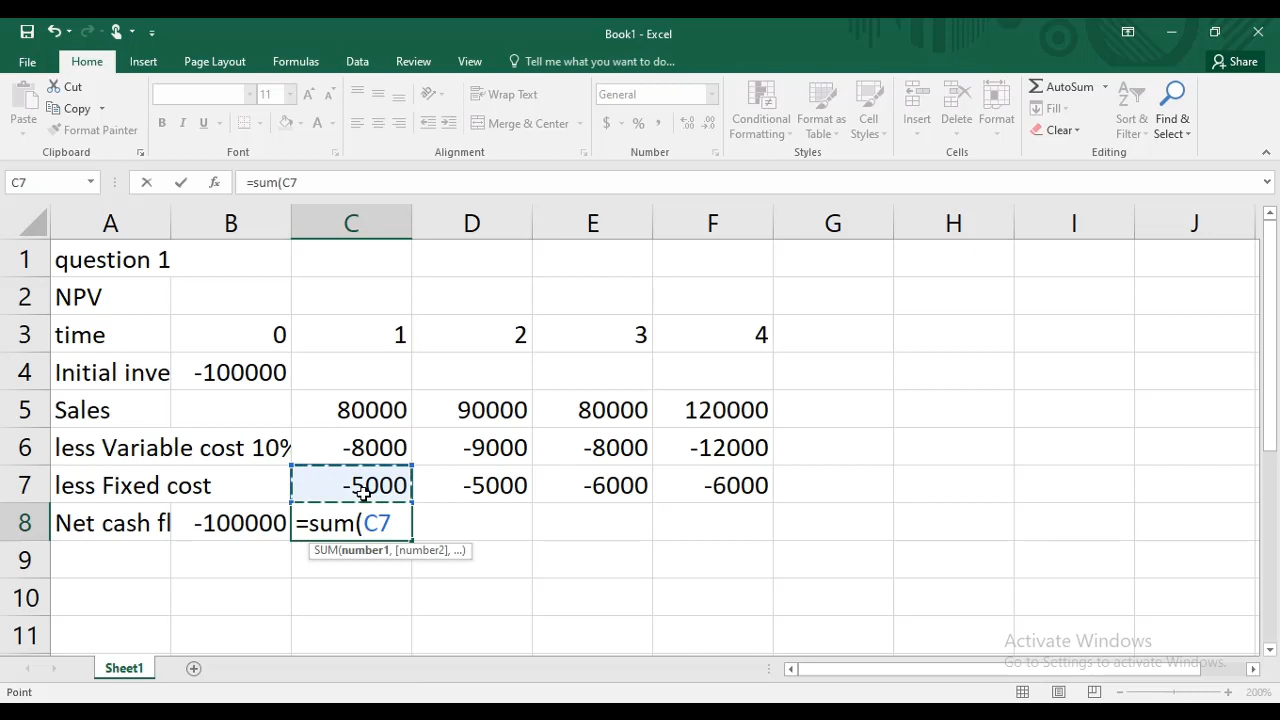 Book1 - Excel
File Home Insert Page Layout Formulas Data Review View Tell me what you want to do... Share
Paste Cut Copy Format Painter
11 A A
B I U A
Wrap Text
Merge & Center
General
$ % ,
Conditional Formatting Format as Table Cell Styles
Insert Delete Format
AutoSum Fill Clear
Sort & Filter Find & Select
Clipboard Font Alignment Number Styles Cells Editing
C7 fx =sum(C7
A B C D E F G H I J
1 question 1
2 NPV
3 time 0 1 2 3 4
4 Initial inve -100000
5 Sales 80000 90000 80000 120000
6 less Variable cost 10% -8000 -9000 -8000 -12000
7 less Fixed cost -5000 -5000 -6000 -6000
8 Net cash fl -100000 =sum(C7
9 SUM(number1, [number2], ...)
10
11
Activate Windows
Go to Settings to activate Windows.
Sheet1
Point 200%